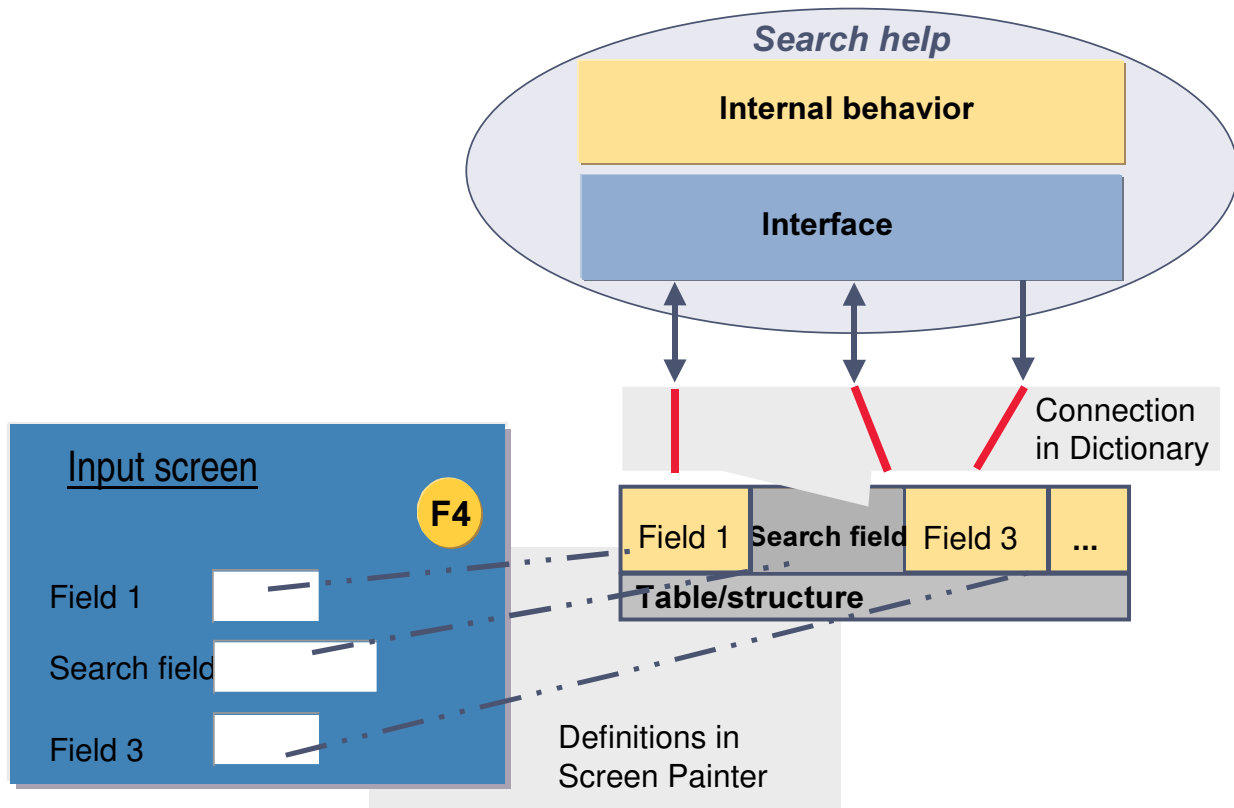 Search help
Internal behavior
Interface
Connection
in Dictionary
Input screen
F4
Field 1
Search field
Field 3
Field 1
Search field
Field 3
...
Table/structure
Definitions in
Screen Painter